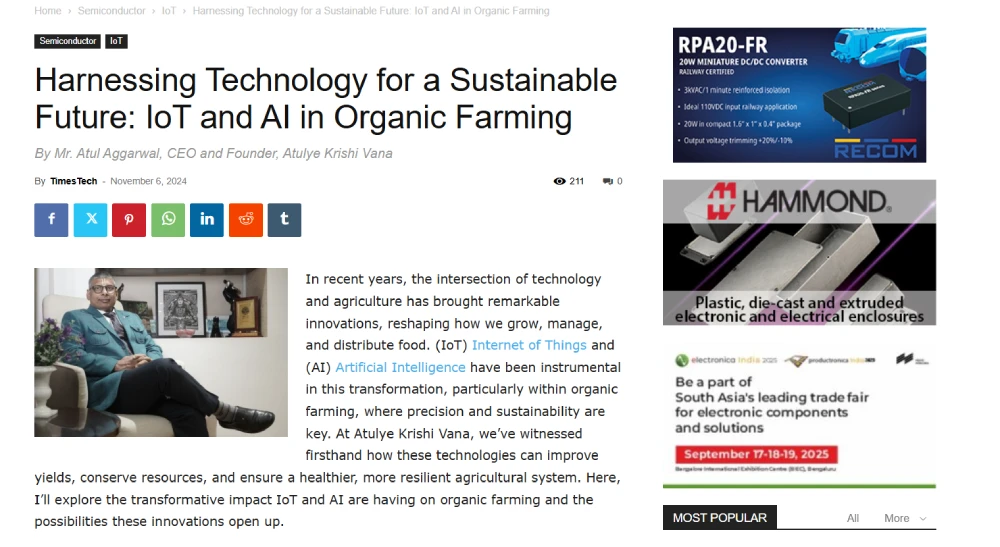 Home › Semiconductor › IoT › Harnessing Technology for a Sustainable Future: IoT and AI in Organic Farming
Semiconductor IoT
Harnessing Technology for a Sustainable
Future: IoT and AI in Organic Farming
By Mr. Atul Aggarwal, CEO and Founder, Atulye Krishi Vana
By TimesTech - November 6, 2024 211 0
In recent years, the intersection of technology
and agriculture has brought remarkable
innovations, reshaping how we grow, manage,
and distribute food. (IoT) Internet of Things and
(AI) Artificial Intelligence have been instrumental
in this transformation, particularly within organic
farming, where precision and sustainability are
key. At Atulye Krishi Vana, we’ve witnessed
firsthand how these technologies can improve
yields, conserve resources, and ensure a healthier, more resilient agricultural system. Here,
I’ll explore the transformative impact IoT and AI are having on organic farming and the
possibilities these innovations open up.
RPA20-FR
20W MINIATURE DC/DC CONVERTER
RAILWAY CERTIFIED
• 3kVAC/1 minute reinforced isolation
• Ideal 110VDC input railway application
• 20W in compact 1.6" x 1" x 0.4" package
• Output voltage trimming +20%/-10%
RECOM
HAMMOND®
Plastic, die-cast and extruded
electronic and electrical enclosures
electronica India 2025 productronica India
Be a part of
South Asia's leading trade fair
for electronic components
and solutions
September 17-18-19, 2025
Bangalore International Exhibition Centre (BIEC), Bengaluru
MOST POPULAR All More